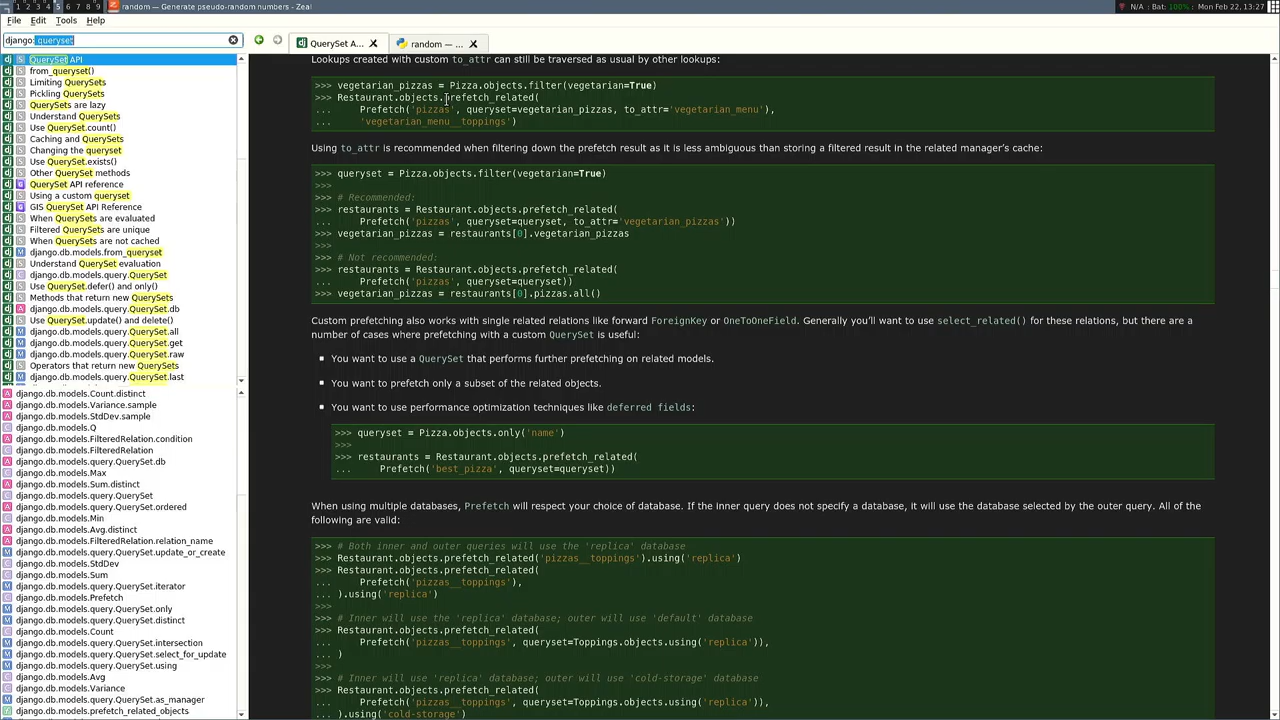 1 2 3 4 5 6 7 8 9 random — Generate pseudo-random numbers - Zeal N/A | Bat: 100% | Mon Feb 22, 13:27
File Edit Tools Help
django: queryset
QuerySet A... random — ...
QuerySet API
from_queryset()
Limiting QuerySets
Pickling QuerySets
QuerySets are lazy
Understand QuerySets
Use QuerySet.count()
Caching and QuerySets
Changing the queryset
Use QuerySet.exists()
Other QuerySet methods
QuerySet API reference
Using a custom queryset
GIS QuerySet API Reference
When QuerySets are evaluated
Filtered QuerySets are unique
When QuerySets are not cached
django.db.models.from_queryset
Understand QuerySet evaluation
django.db.models.query.QuerySet
Use QuerySet.defer() and only()
Methods that return new QuerySets
django.db.models.query.QuerySet.db
Use QuerySet.update() and delete()
django.db.models.query.QuerySet.all
django.db.models.query.QuerySet.get
django.db.models.query.QuerySet.raw
Operators that return new QuerySets
django.db.models.query.QuerySet.last
django.db.models.Count.distinct
django.db.models.Variance.sample
django.db.models.StdDev.sample
django.db.models.Q
django.db.models.FilteredRelation.condition
django.db.models.FilteredRelation
django.db.models.query.QuerySet.db
django.db.models.Max
django.db.models.Sum.distinct
django.db.models.query.QuerySet
django.db.models.query.QuerySet.ordered
django.db.models.Min
django.db.models.Avg.distinct
django.db.models.FilteredRelation.relation_name
django.db.models.query.QuerySet.update_or_create
django.db.models.StdDev
django.db.models.Sum
django.db.models.query.QuerySet.iterator
django.db.models.Prefetch
django.db.models.query.QuerySet.only
django.db.models.query.QuerySet.distinct
django.db.models.Count
django.db.models.query.QuerySet.intersection
django.db.models.query.QuerySet.select_for_update
django.db.models.query.QuerySet.using
django.db.models.Avg
django.db.models.Variance
django.db.models.query.QuerySet.as_manager
django.db.models.prefetch_related_objects
Lookups created with custom to_attr can still be traversed as usual by other lookups:
>>> vegetarian_pizzas = Pizza.objects.filter(vegetarian=True)
>>> Restaurant.objects.prefetch_related(
...     Prefetch('pizzas', queryset=vegetarian_pizzas, to_attr='vegetarian_menu'),
...     'vegetarian_menu__toppings')
Using to_attr is recommended when filtering down the prefetch result as it is less ambiguous than storing a filtered result in the related manager's cache:
>>> queryset = Pizza.objects.filter(vegetarian=True)
>>>
>>> # Recommended:
>>> restaurants = Restaurant.objects.prefetch_related(
...     Prefetch('pizzas', queryset=queryset, to_attr='vegetarian_pizzas'))
>>> vegetarian_pizzas = restaurants[0].vegetarian_pizzas
>>>
>>> # Not recommended:
>>> restaurants = Restaurant.objects.prefetch_related(
...     Prefetch('pizzas', queryset=queryset))
>>> vegetarian_pizzas = restaurants[0].pizzas.all()
Custom prefetching also works with single related relations like forward ForeignKey or OneToOneField. Generally you'll want to use select_related() for these relations, but there are a
number of cases where prefetching with a custom QuerySet is useful:
You want to use a QuerySet that performs further prefetching on related models.
You want to prefetch only a subset of the related objects.
You want to use performance optimization techniques like deferred fields:
>>> queryset = Pizza.objects.only('name')
>>>
>>> restaurants = Restaurant.objects.prefetch_related(
...     Prefetch('best_pizza', queryset=queryset))
When using multiple databases, Prefetch will respect your choice of database. If the inner query does not specify a database, it will use the database selected by the outer query. All of the
following are valid:
>>> # Both inner and outer queries will use the 'replica' database
>>> Restaurant.objects.prefetch_related('pizzas__toppings').using('replica')
>>> Restaurant.objects.prefetch_related(
...     Prefetch('pizzas__toppings'),
... ).using('replica')
>>>
>>> # Inner will use the 'replica' database; outer will use 'default' database
>>> Restaurant.objects.prefetch_related(
...     Prefetch('pizzas__toppings', queryset=Toppings.objects.using('replica')),
... )
>>>
>>> # Inner will use 'replica' database; outer will use 'cold-storage' database
>>> Restaurant.objects.prefetch_related(
...     Prefetch('pizzas__toppings', queryset=Toppings.objects.using('replica')),
... ).using('cold-storage')